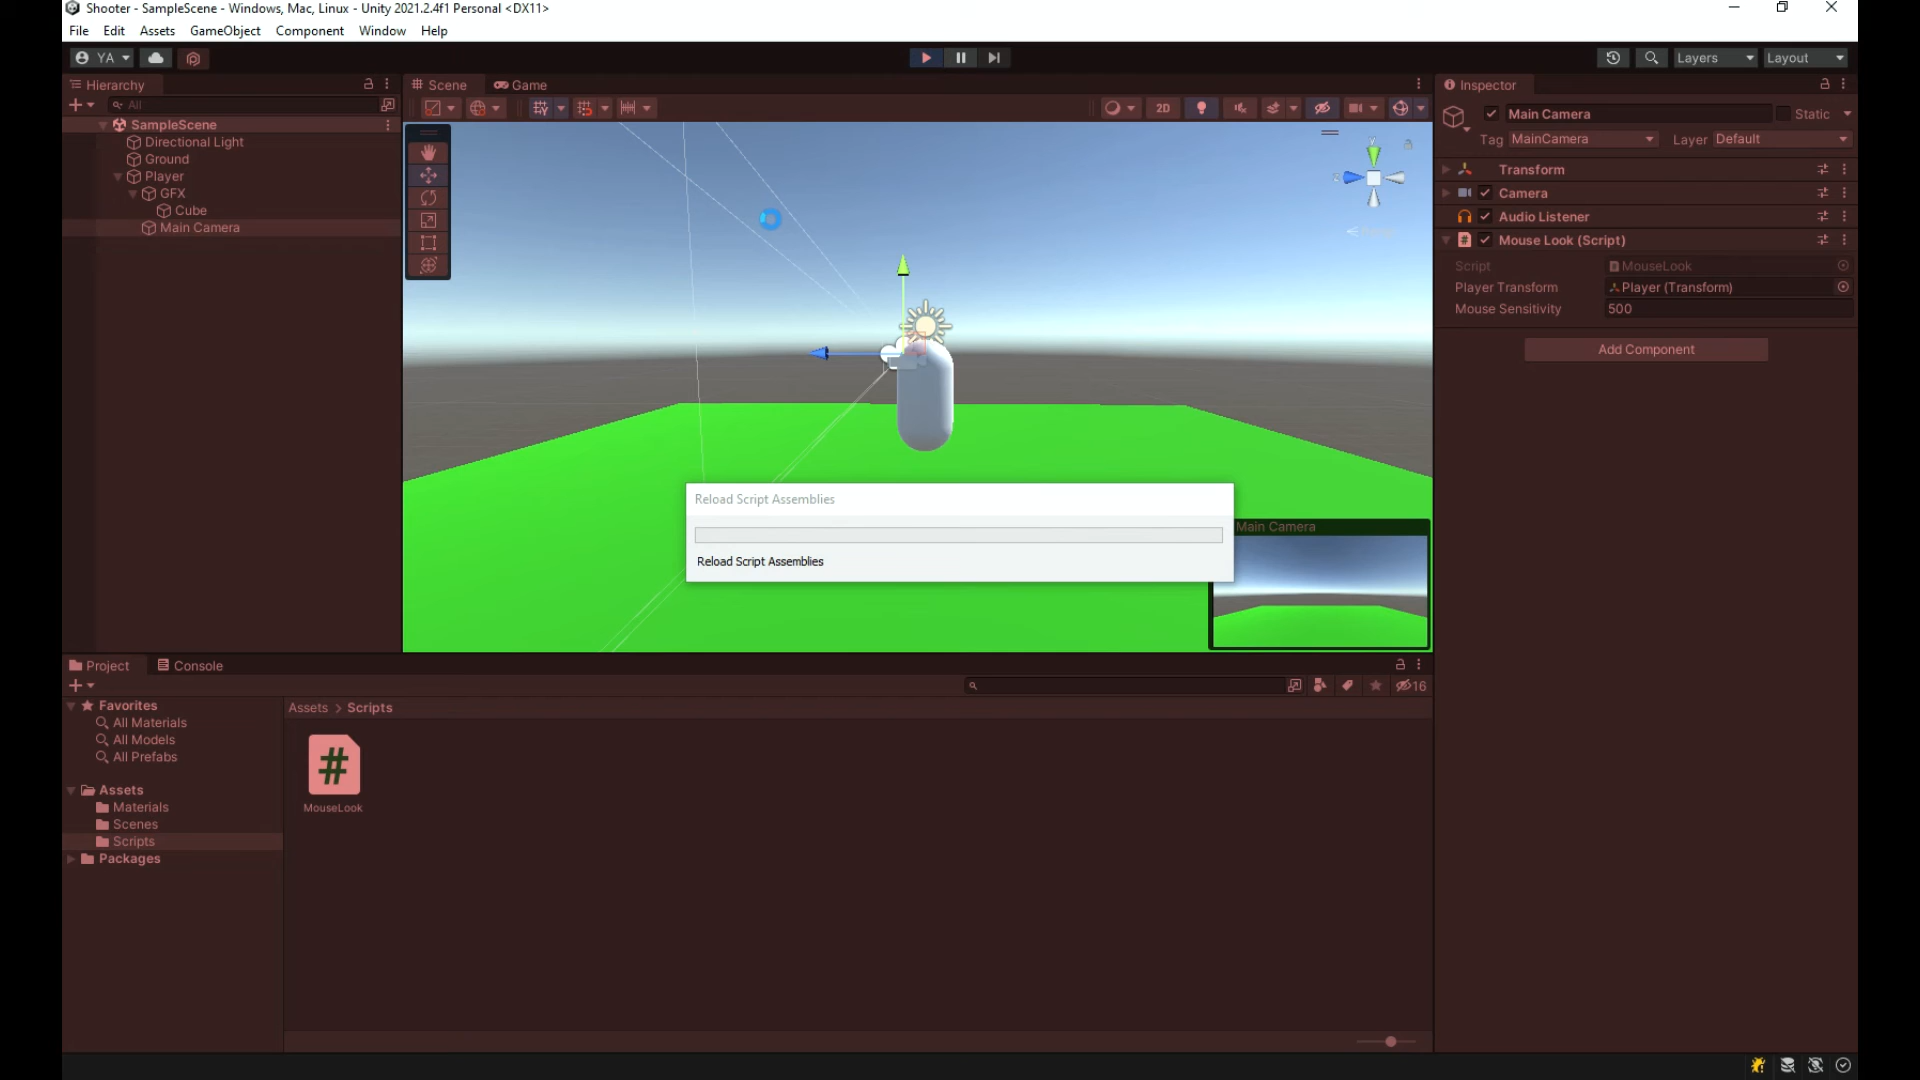 Shooter - SampleScene - Windows, Mac, Linux - Unity 2021.2.4f1 Personal <DX11>
File Edit Assets GameObject Component Window Help
YA Layers Layout
Hierarchy Scene Game Inspector
All 2D
SampleScene
Directional Light
Ground
Player
GFX
Cube
Main Camera
Main Camera Static
Tag MainCamera Layer Default
Transform
Camera
Audio Listener
Mouse Look (Script)
Script MouseLook
Player Transform Player (Transform)
Mouse Sensitivity 500
Add Component
y
Reload Script Assemblies
Reload Script Assemblies
Main Camera
Project Console
16
Favorites
All Materials
All Models
All Prefabs
Assets
Materials
Scenes
Scripts
Packages
Assets > Scripts
#
MouseLook